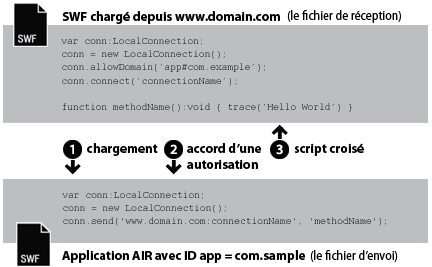 SWF chargé depuis www.domain.com (le fichier de réception)
SWF
var conn:LocalConnection;
conn = new LocalConnection();
conn.allowDomain('app#com.example');
conn.connect('connectionName');
function methodName():void { trace('Hello World') }
1 chargement 2 accord d'une autorisation 3 script croisé
var conn:LocalConnection;
conn = new LocalConnection();
conn.send('www.domain.com:connectionName', 'methodName');
SWF
Application AIR avec ID app = com.sample (le fichier d'envoi)